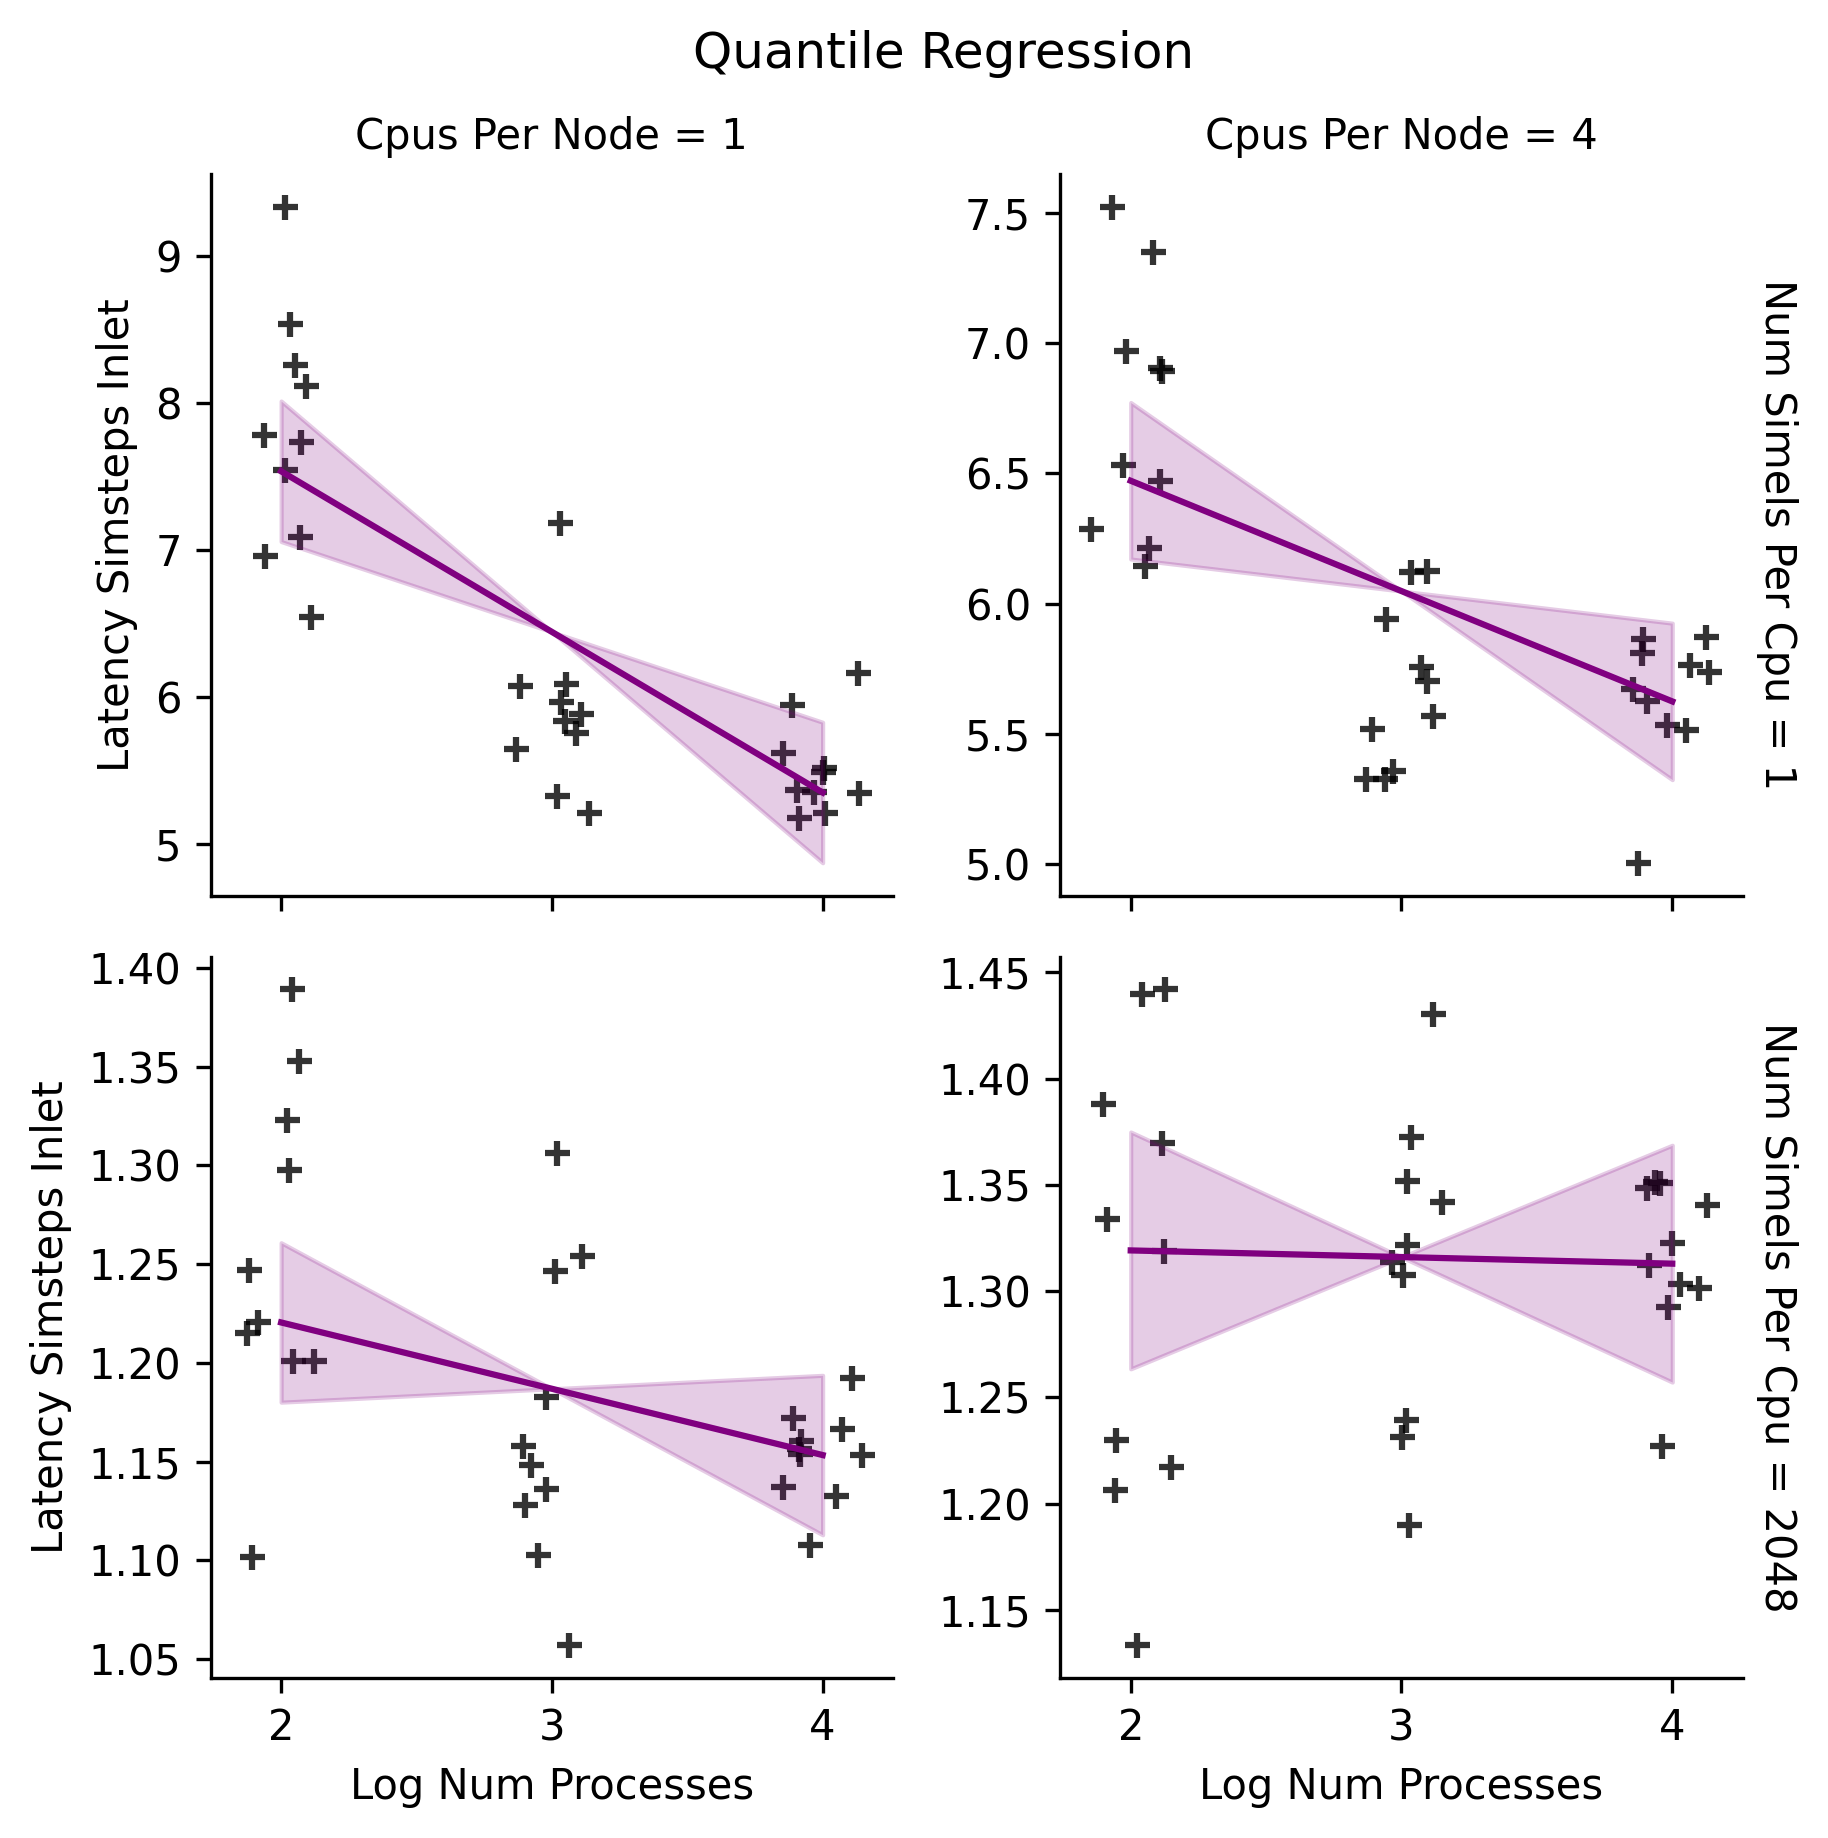 Quantile Regression
Cpus Per Node = 1
Cpus Per Node = 4
Latency Simsteps Inlet
9
8
7
6
5
7.5
7.0
6.5
6.0
5.5
5.0
Num Simels Per Cpu = 1
Latency Simsteps Inlet
1.40
1.35
1.30
1.25
1.20
1.15
1.10
1.05
1.45
1.40
1.35
1.30
1.25
1.20
1.15
Num Simels Per Cpu = 2048
2 3 4
2 3 4
Log Num Processes
Log Num Processes